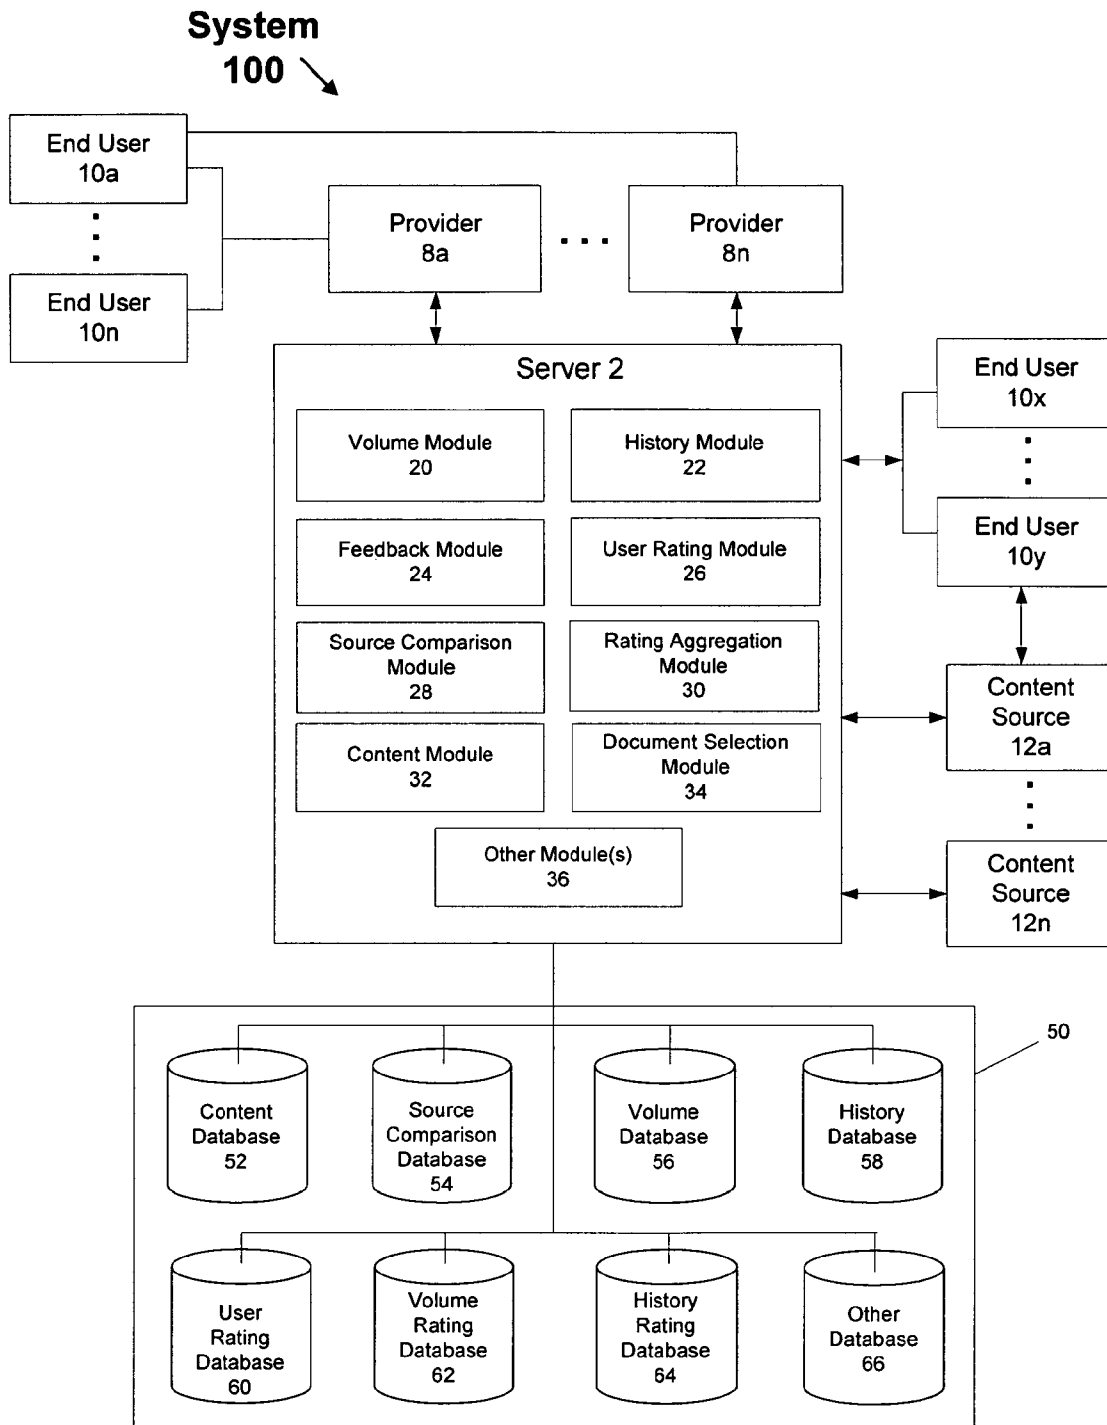 System
100
End User
10a
End User
10n
Provider
8a
Provider
8n
Server 2
Volume Module
20
History Module
22
Feedback Module
24
User Rating Module
26
Source Comparison
Module
28
Rating Aggregation
Module
30
Content Module
32
Document Selection
Module
34
Other Module(s)
36
End User
10x
End User
10y
Content
Source
12a
Content
Source
12n
50
Content
Database
52
Source
Comparison
Database
54
Volume
Database
56
History
Database
58
User
Rating
Database
60
Volume
Rating
Database
62
History
Rating
Database
64
Other
Database
66